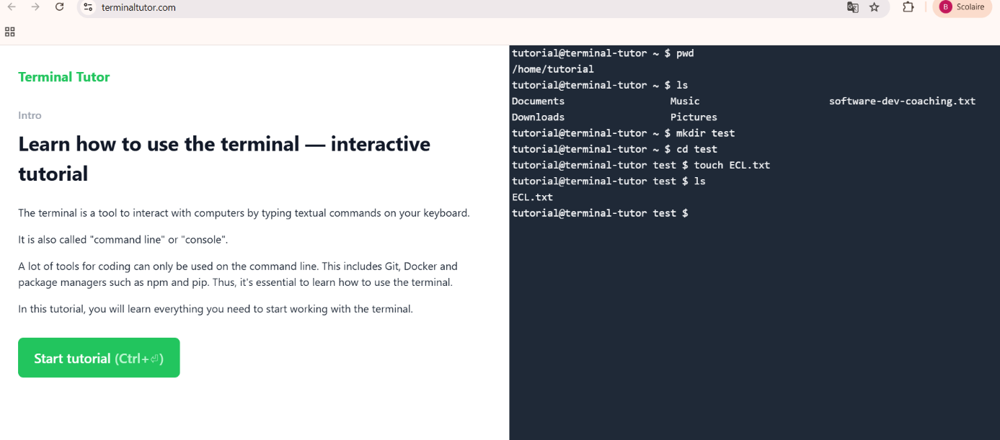 terminaltutor.com
B Scolaire
Terminal Tutor
Intro
Learn how to use the terminal — interactive
tutorial
The terminal is a tool to interact with computers by typing textual commands on your keyboard.
It is also called "command line" or "console".
A lot of tools for coding can only be used on the command line. This includes Git, Docker and
package managers such as npm and pip. Thus, it's essential to learn how to use the terminal.
In this tutorial, you will learn everything you need to start working with the terminal.
Start tutorial (Ctrl+⏎)
tutorial@terminal-tutor ~ $ pwd
/home/tutorial
tutorial@terminal-tutor ~ $ ls
Documents Music software-dev-coaching.txt
Downloads Pictures
tutorial@terminal-tutor ~ $ mkdir test
tutorial@terminal-tutor ~ $ cd test
tutorial@terminal-tutor test $ touch ECL.txt
tutorial@terminal-tutor test $ ls
ECL.txt
tutorial@terminal-tutor test $